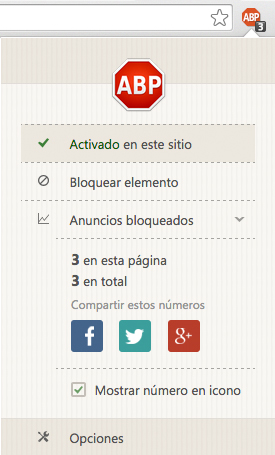 ABP
3
ABP
Activado en este sitio
Bloquear elemento
Anuncios bloqueados
3 en esta página
3 en total
Compartir estos números
f
g+
Mostrar número en icono
Opciones